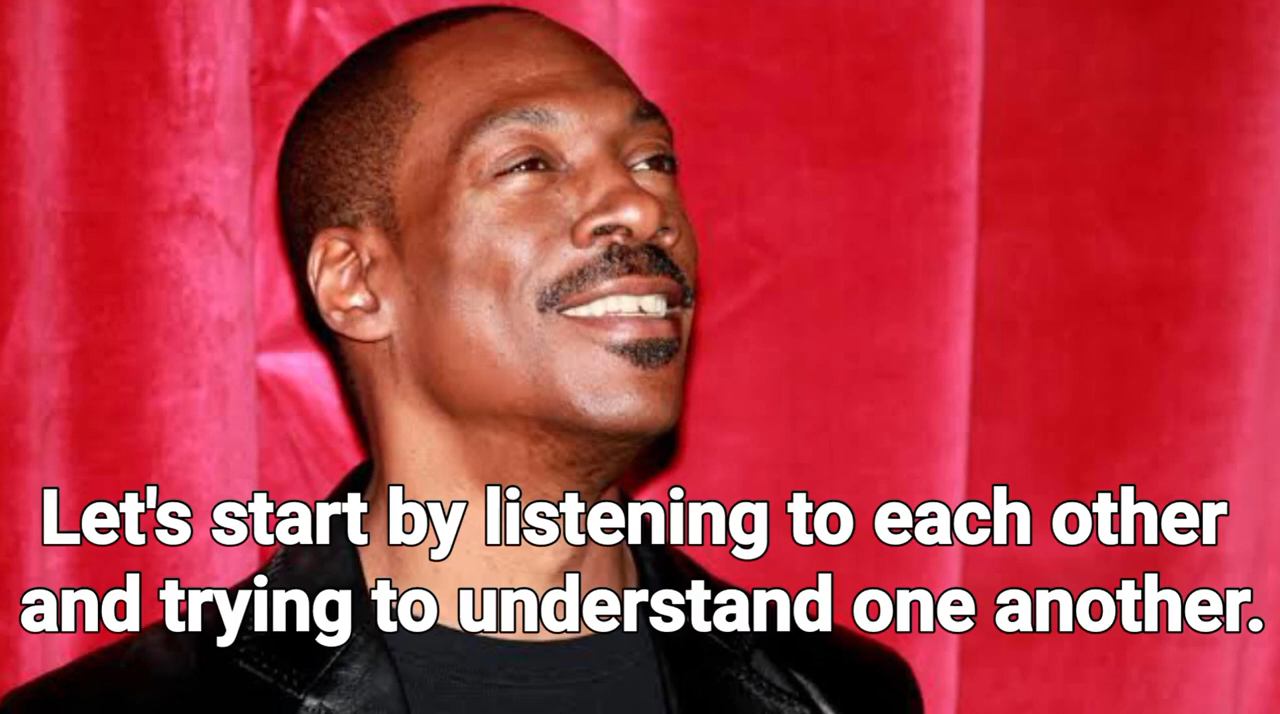 Let's start by listening to each other
and trying to understand one another.